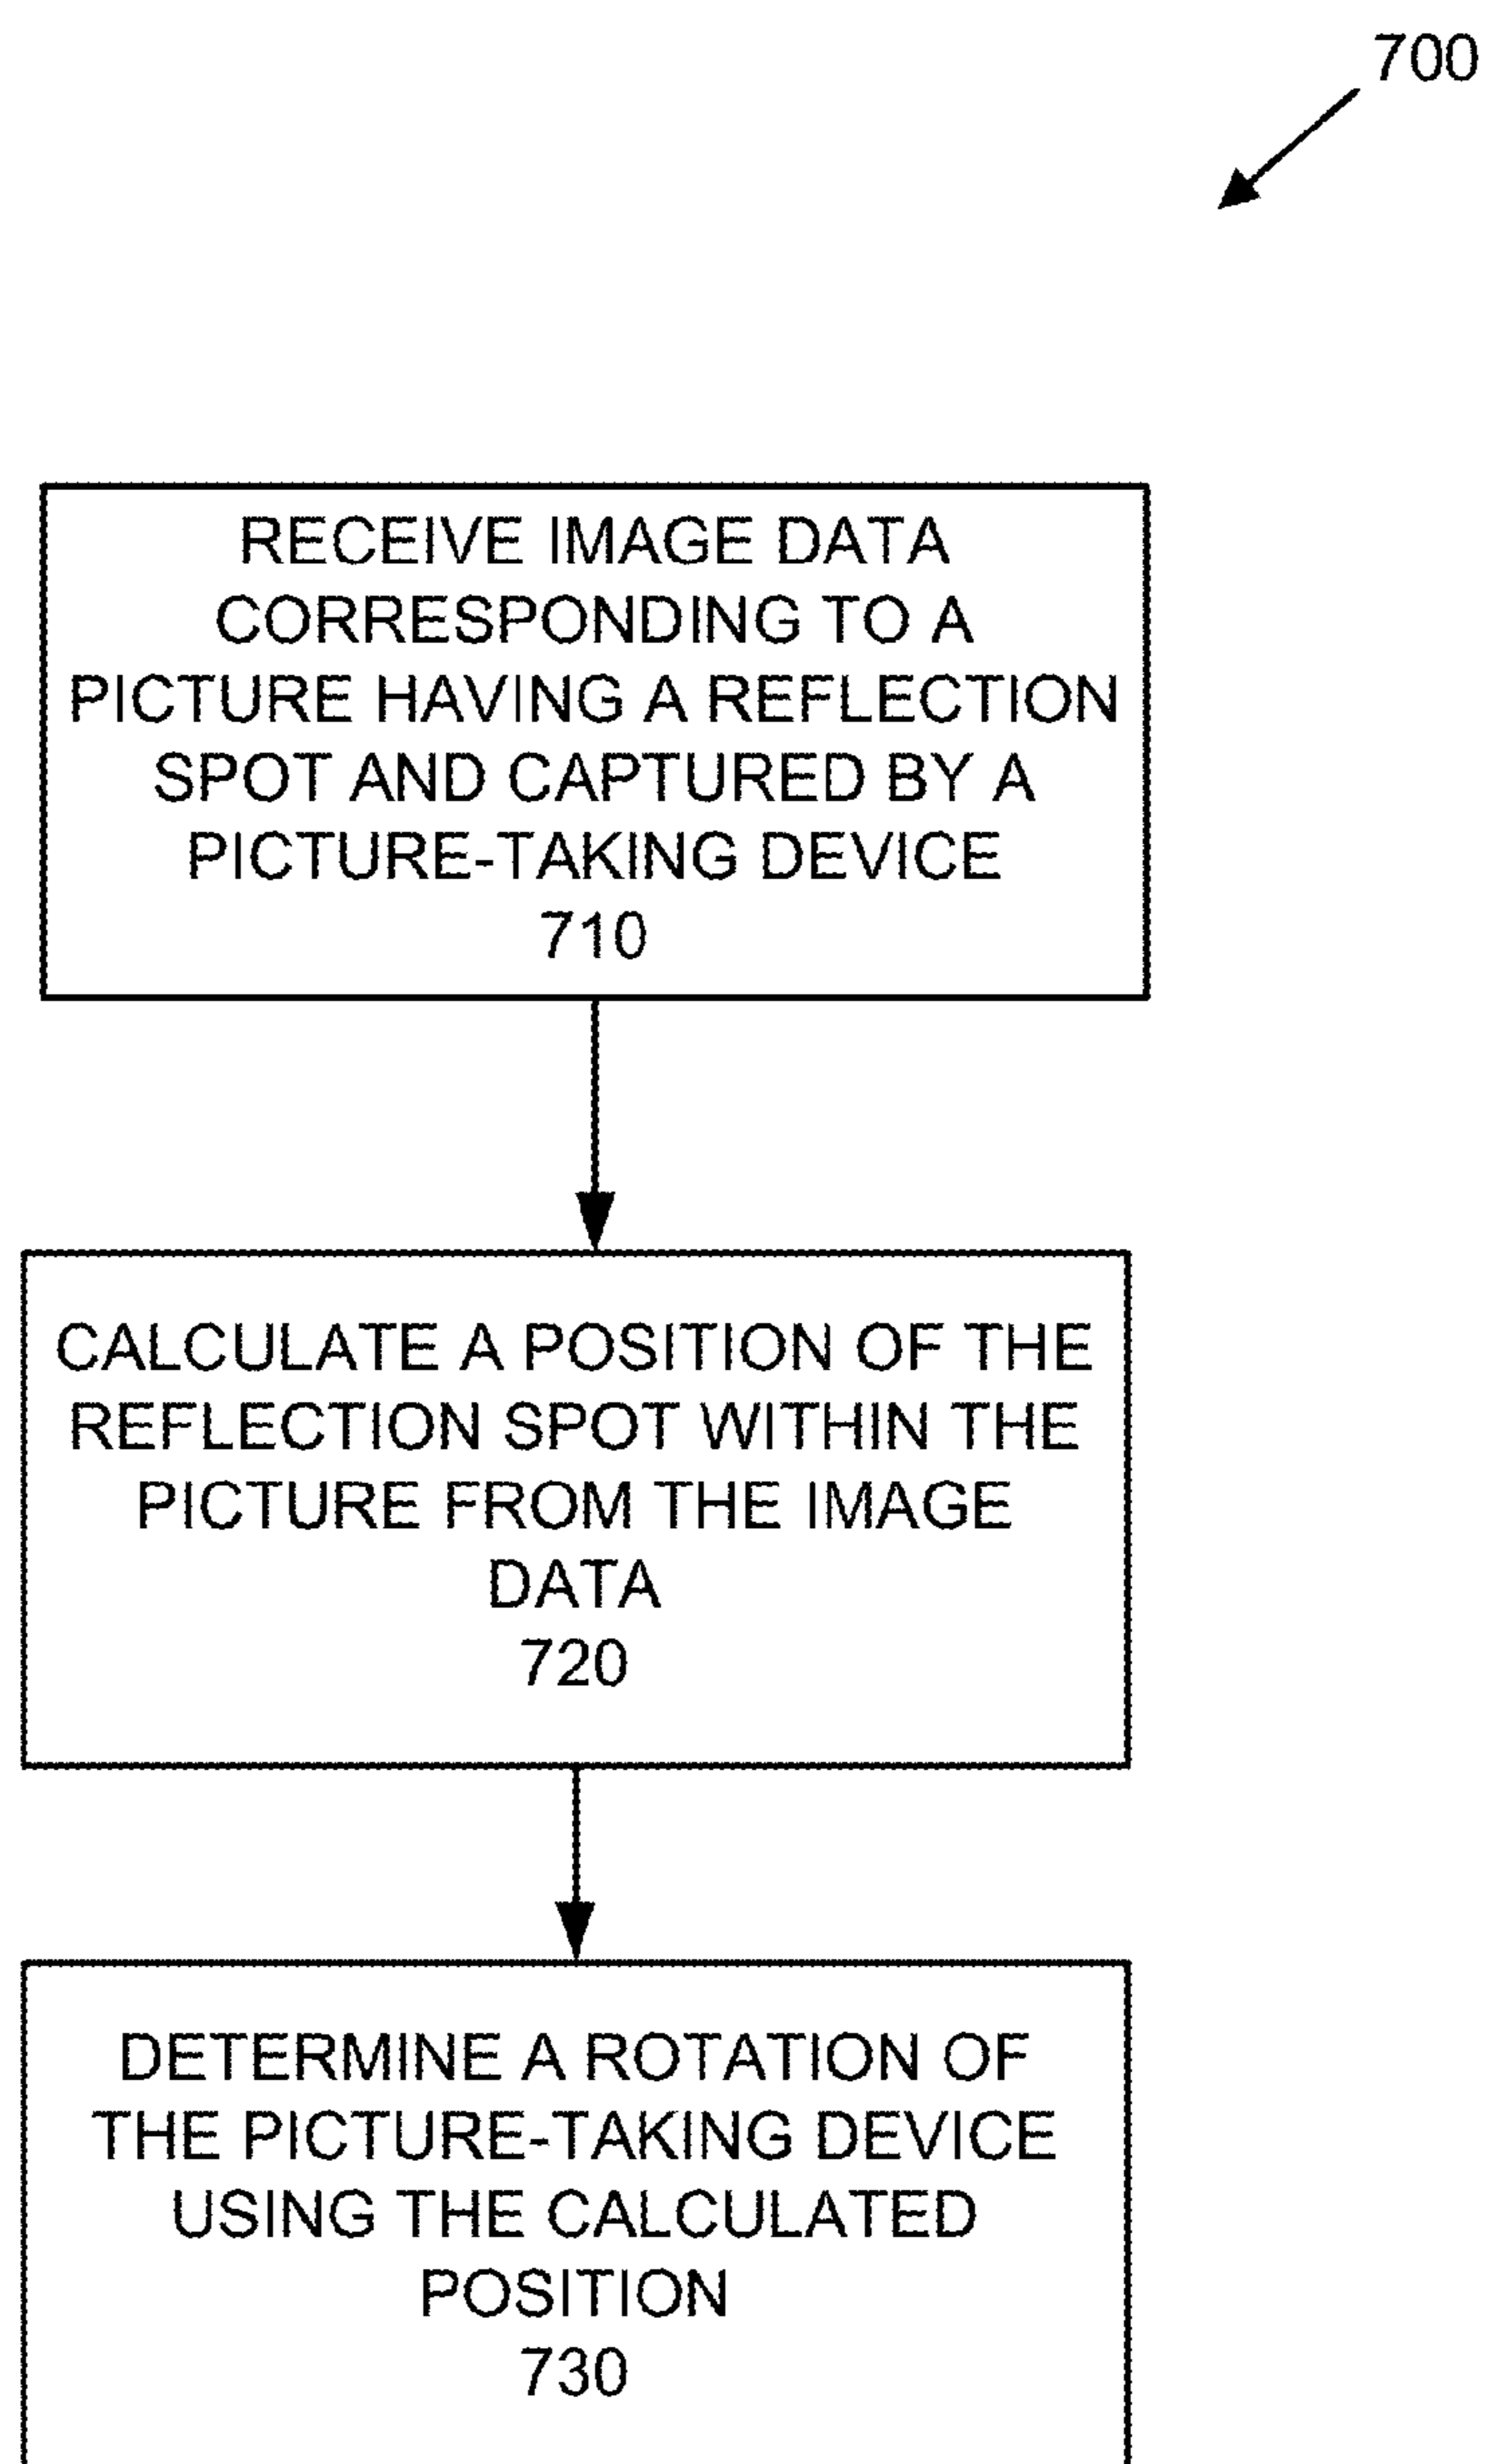 700
RECEIVE IMAGE DATA
CORRESPONDING TO A
PICTURE HAVING A REFLECTION
SPOT AND CAPTURED BY A
PICTURE-TAKING DEVICE
710
CALCULATE A POSITION OF THE
REFLECTION SPOT WITHIN THE
PICTURE FROM THE IMAGE
DATA
720
DETERMINE A ROTATION OF
THE PICTURE-TAKING DEVICE
USING THE CALCULATED
POSITION
730